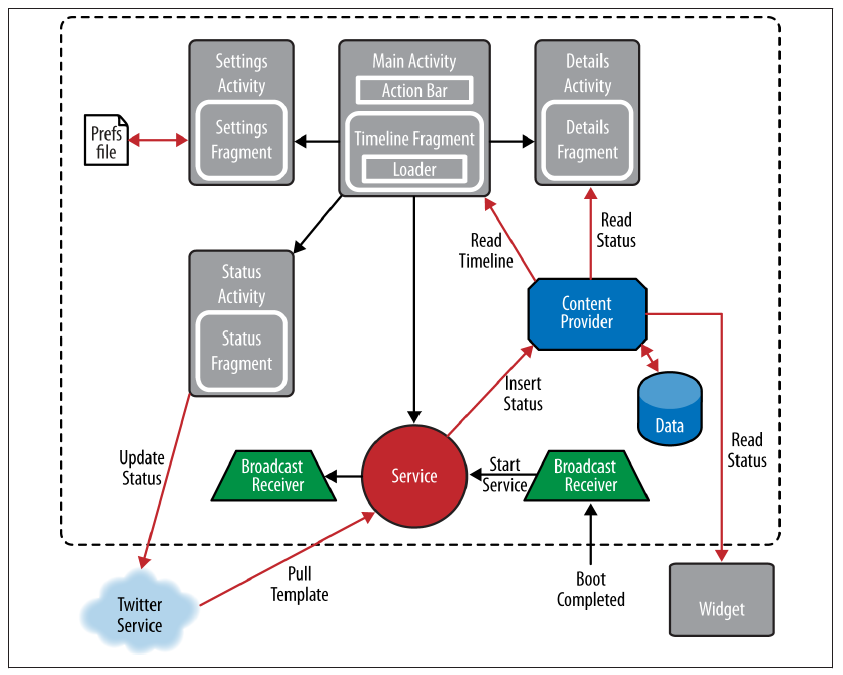 Settings
Activity
Settings
Fragment
Main Activity
Action Bar
Timeline Fragment
Loader
Details
Activity
Details
Fragment
Prefs
file
Read
Timeline
Read
Status
Status
Activity
Status
Fragment
Content
Provider
Insert
Status
Data
Update
Status
Broadcast
Receiver
Service
Start
Service
Broadcast
Receiver
Read
Status
Pull
Template
Boot
Completed
Twitter
Service
Widget